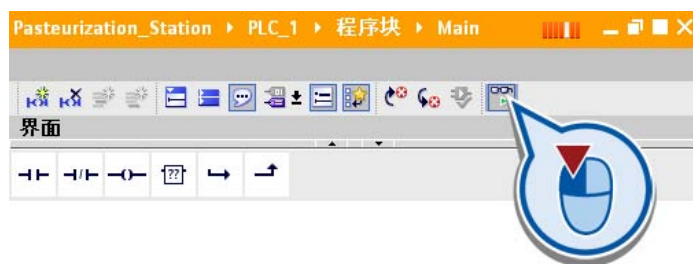 Pasteurization_Station ▸ PLC_1 ▸ 程序块 ▸ Main
界面
??